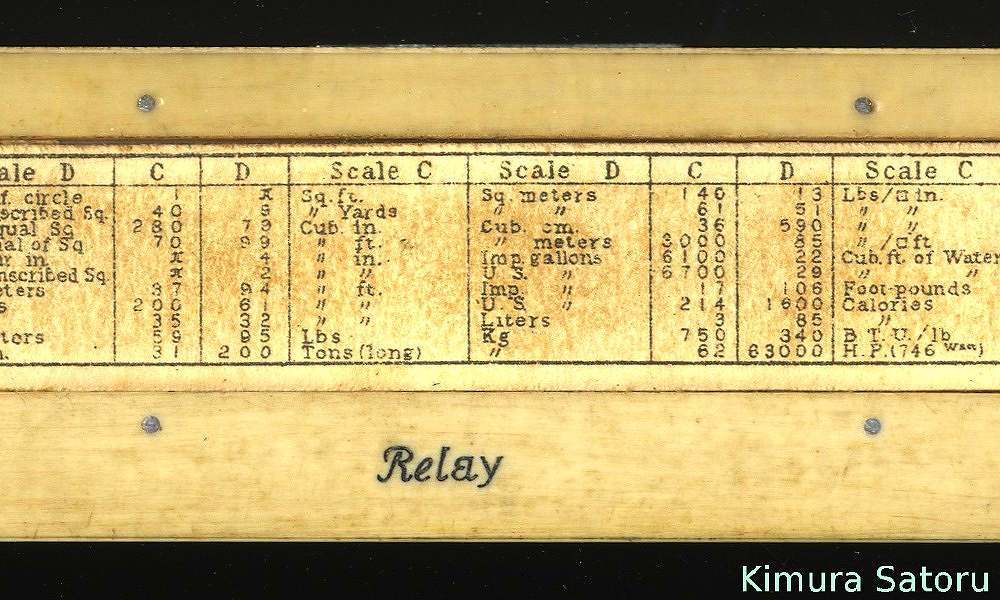 ale D C D Scale C Scale D C D Scale C
f. circle 1 π Sq. ft. Sq. meters 140 13 Lbs/□in.
scribed Sq. 40 9 〃 Yards 〃 〃 61 51 〃 〃
qual Sq 280 79 Cub. in. Cub. cm. 36 590 〃 〃
nal of Sq 70 99 〃 ft. 〃 meters 3000 85 〃 /□ft
r in. π 4 〃 in. Imp. gallons 6100 22 Cub.ft. of Water
nscribed Sq. π 2 〃 〃 U.S. 〃 6700 29 〃 〃
eters 37 94 〃 ft. Imp. 〃 17 106 Foot-pounds
s 200 61 〃 〃 U.S. 〃 214 1600 Calories
35 32 〃 〃 Liters 3 85 〃
ters 59 95 Lbs Kg 750 340 B.T.U./lb
31 200 Tons(long) 〃 62 63000 H.P.(746 Watt)
Relay
Kimura Satoru